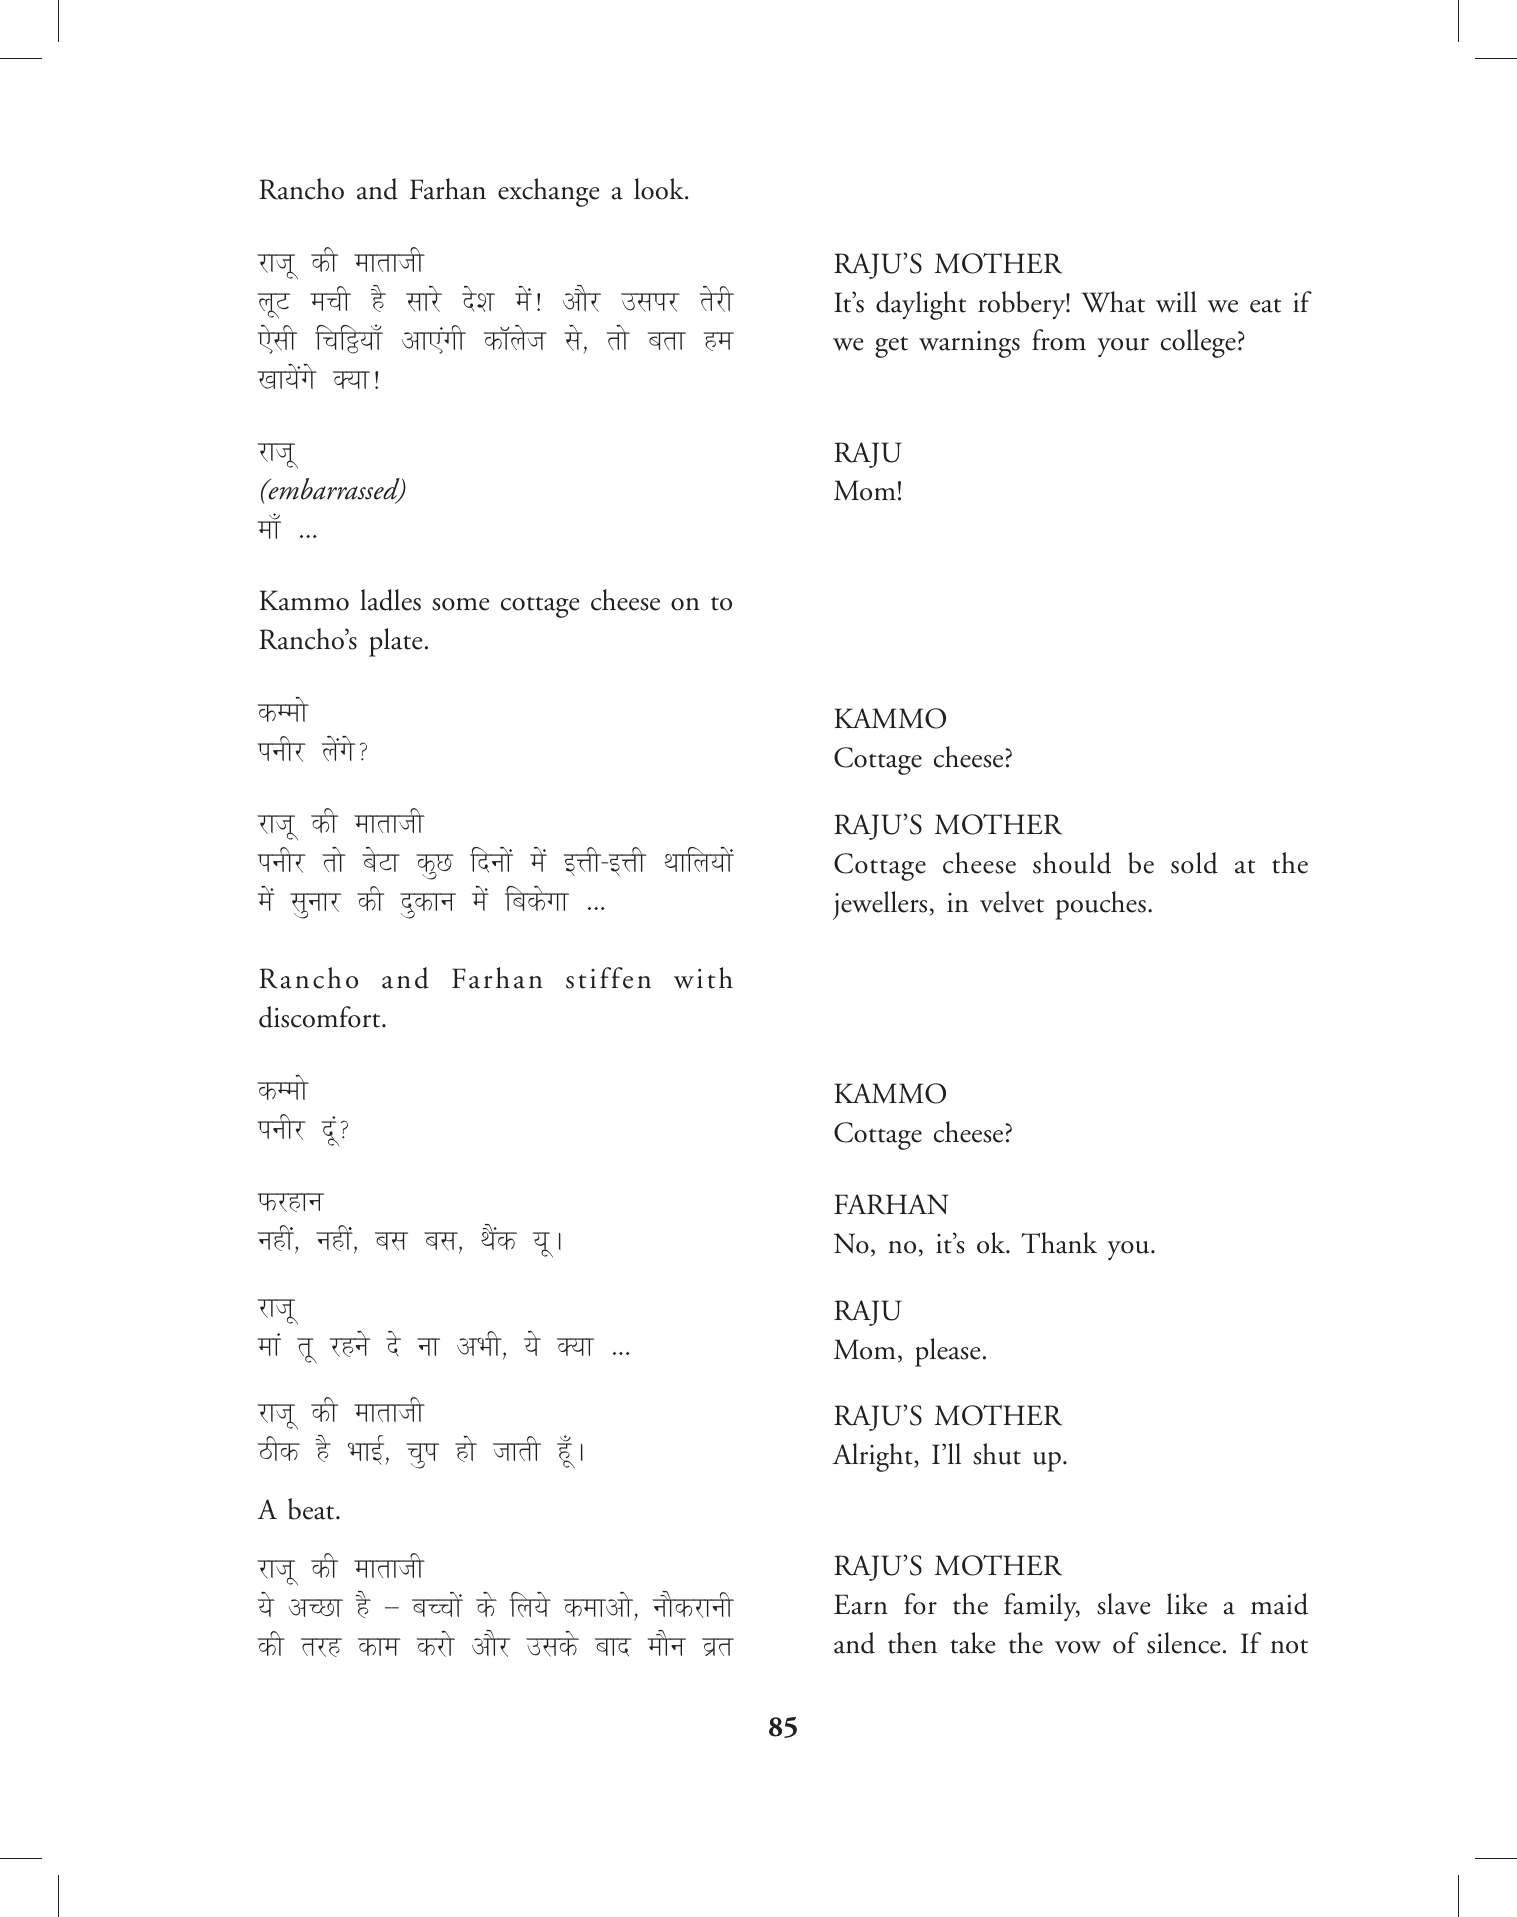 Rancho and Farhan exchange a look.
राजू की माताजी
लूट मची है सारे देश में! और उसपर तेरी
ऐसी चिट्ठियाँ आएंगी कॉलेज से, तो बता हम
खायेंगे क्या!
RAJU’S MOTHER
It’s daylight robbery! What will we eat if
we get warnings from your college?
राजू
(embarrassed)
माँ ...
RAJU
Mom!
Kammo ladles some cottage cheese on to
Rancho’s plate.
कम्मो
पनीर लेंगे?
KAMMO
Cottage cheese?
राजू की माताजी
पनीर तो बेटा कुछ दिनों में इत्ती-इत्ती थालियों
में सुनार की दुकान में बिकेगा ...
RAJU’S MOTHER
Cottage cheese should be sold at the
jewellers, in velvet pouches.
Rancho and Farhan stiffen with
discomfort.
कम्मो
पनीर दूं?
KAMMO
Cottage cheese?
फरहान
नहीं, नहीं, बस बस, थैंक यू।
FARHAN
No, no, it’s ok. Thank you.
राजू
मां तू रहने दे ना अभी, ये क्या ...
RAJU
Mom, please.
राजू की माताजी
ठीक है भाई, चुप हो जाती हूँ।
RAJU’S MOTHER
Alright, I’ll shut up.
A beat.
राजू की माताजी
ये अच्छा है – बच्चों के लिये कमाओ, नौकरानी
की तरह काम करो और उसके बाद मौन व्रत
RAJU’S MOTHER
Earn for the family, slave like a maid
and then take the vow of silence. If not
85